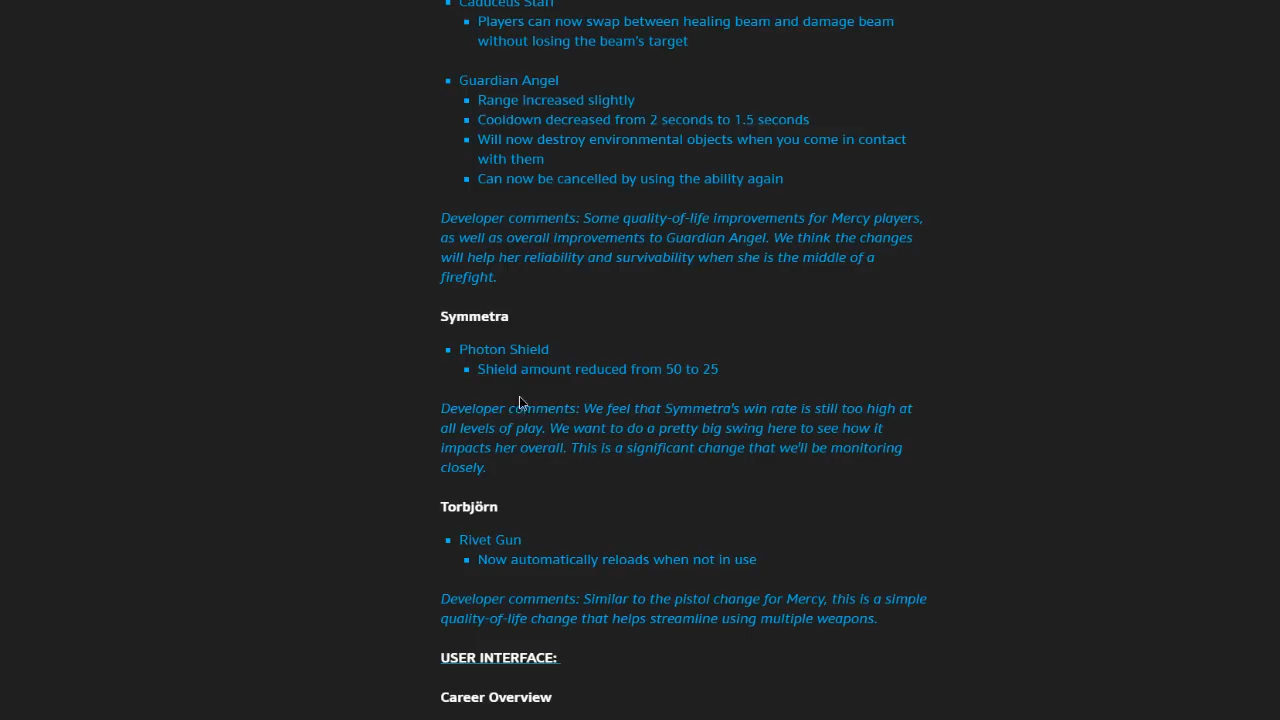 Caduceus Staff
Players can now swap between healing beam and damage beam
without losing the beam's target
Guardian Angel
Range increased slightly
Cooldown decreased from 2 seconds to 1.5 seconds
Will now destroy environmental objects when you come in contact
with them
Can now be cancelled by using the ability again
Developer comments: Some quality-of-life improvements for Mercy players,
as well as overall improvements to Guardian Angel. We think the changes
will help her reliability and survivability when she is the middle of a
firefight.
Symmetra
Photon Shield
Shield amount reduced from 50 to 25
Developer comments: We feel that Symmetra's win rate is still too high at
all levels of play. We want to do a pretty big swing here to see how it
impacts her overall. This is a significant change that we'll be monitoring
closely.
Torbjörn
Rivet Gun
Now automatically reloads when not in use
Developer comments: Similar to the pistol change for Mercy, this is a simple
quality-of-life change that helps streamline using multiple weapons.
USER INTERFACE:
Career Overview